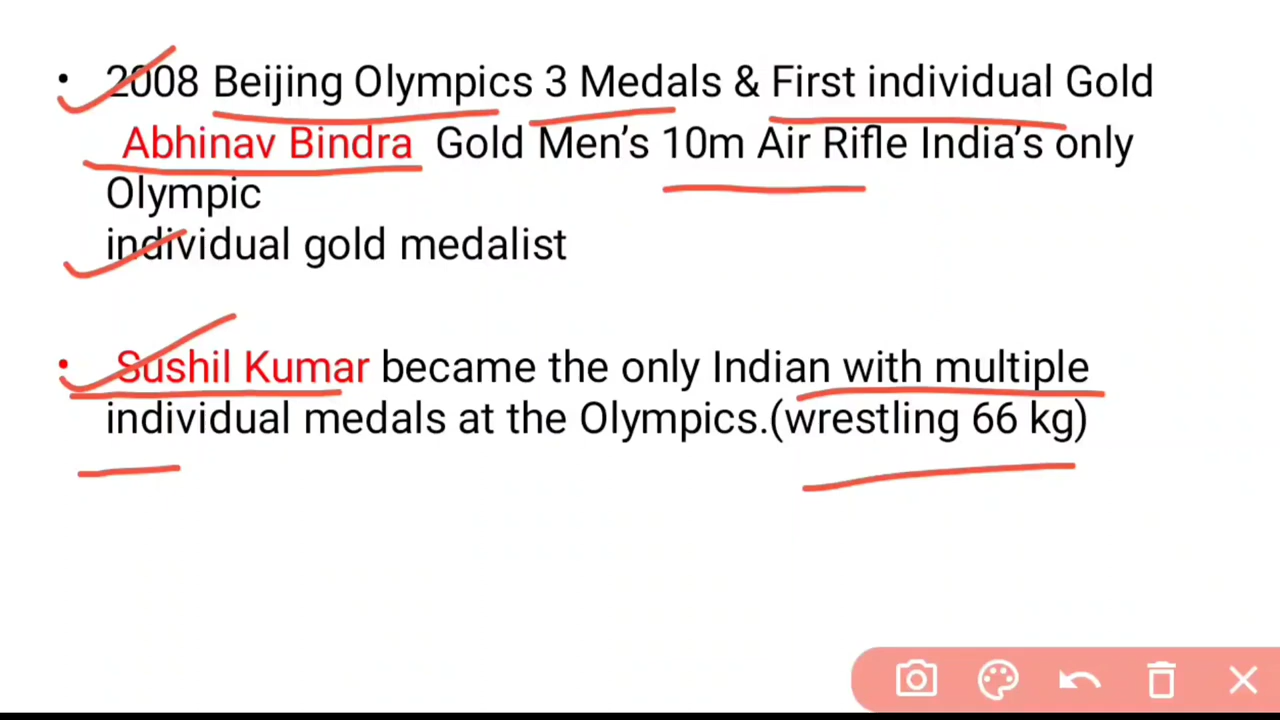 • 2008 Beijing Olympics 3 Medals & First individual Gold
Abhinav Bindra Gold Men’s 10m Air Rifle India’s only
Olympic
individual gold medalist
• Sushil Kumar became the only Indian with multiple
individual medals at the Olympics.(wrestling 66 kg)